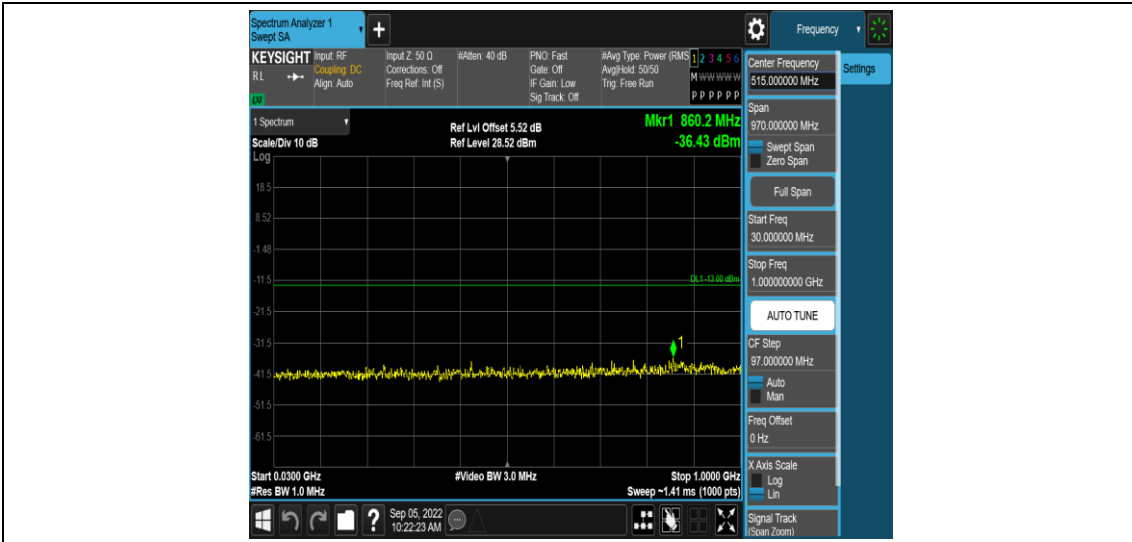 Spectrum Analyzer 1
Swept SA
+
Frequency
KEYSIGHT
RL
LXI
Input: RF
Coupling: DC
Align: Auto
Input Z: 50 Ω
Corrections: Off
Freq Ref: Int (S)
#Atten: 40 dB
PNO: Fast
Gate: Off
IF Gain: Low
Sig Track: Off
#Avg Type: Power (RMS
Avg|Hold: 50/50
Trig: Free Run
1 2 3 4 5 6
M W W W W W
P P P P P P
Center Frequency
515.000000 MHz
Settings
1 Spectrum
Scale/Div 10 dB
Ref Lvl Offset 5.52 dB
Ref Level 28.52 dBm
Mkr1 860.2 MHz
-36.43 dBm
Log
18.5
8.52
-1.48
-11.5
DL1 -13.00 dBm
-21.5
-31.5
1
-41.5
-51.5
-61.5
Start 0.0300 GHz
#Res BW 1.0 MHz
#Video BW 3.0 MHz
Stop 1.0000 GHz
Sweep ~1.41 ms (1000 pts)
Span
970.000000 MHz
Swept Span
Zero Span
Full Span
Start Freq
30.000000 MHz
Stop Freq
1.000000000 GHz
AUTO TUNE
CF Step
97.000000 MHz
Auto
Man
Freq Offset
0 Hz
X Axis Scale
Log
Lin
Signal Track
(Span Zoom)
?
Sep 05, 2022
10:22:23 AM